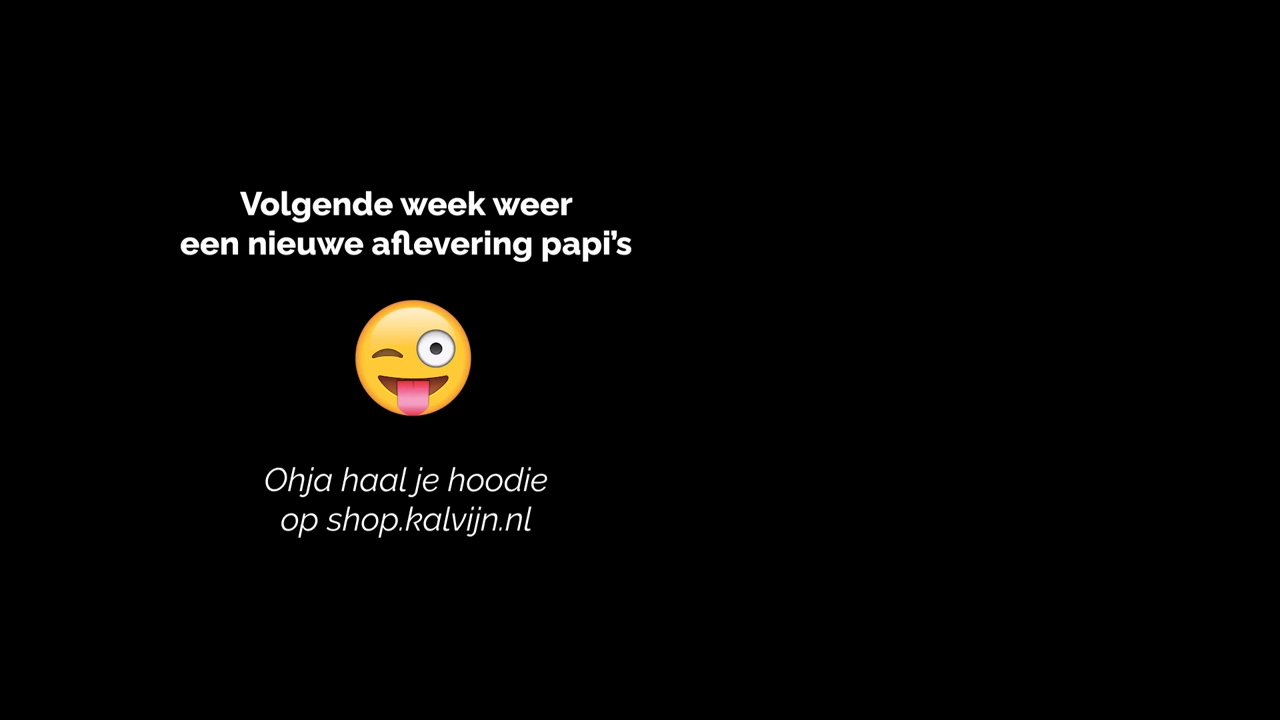 Volgende week weer
een nieuwe aflevering papi’s
Ohja haal je hoodie
op shop.kalvijn.nl